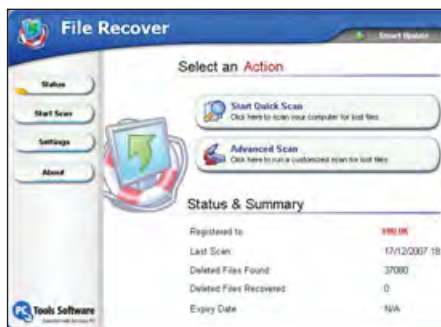 File Recover
Smart Update
Select an Action
Status
Start Scan
Settings
About
Start Quick Scan
Click here to scan your computer for lost files
Advanced Scan
Click here to run a customized scan for lost files
Status & Summary
Registered to
Last Scan: 17/12/2007 18
Deleted Files Found: 37080
Deleted Files Recovered: 0
Expiry Date N/A
PC Tools Software